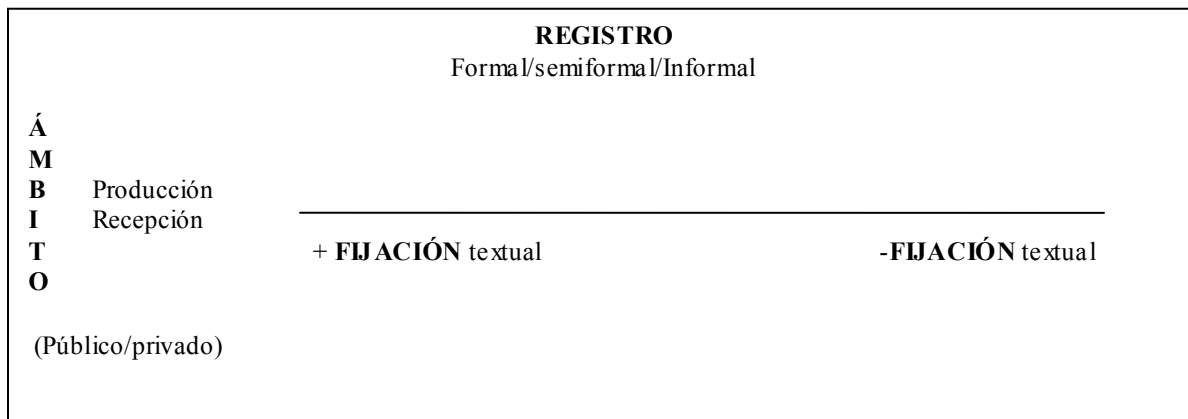 REGISTRO
Formal/semiformal/Informal
Á
M
B Producción
I Recepción
T + FIJACIÓN textual -FIJACIÓN textual
O
(Público/privado)